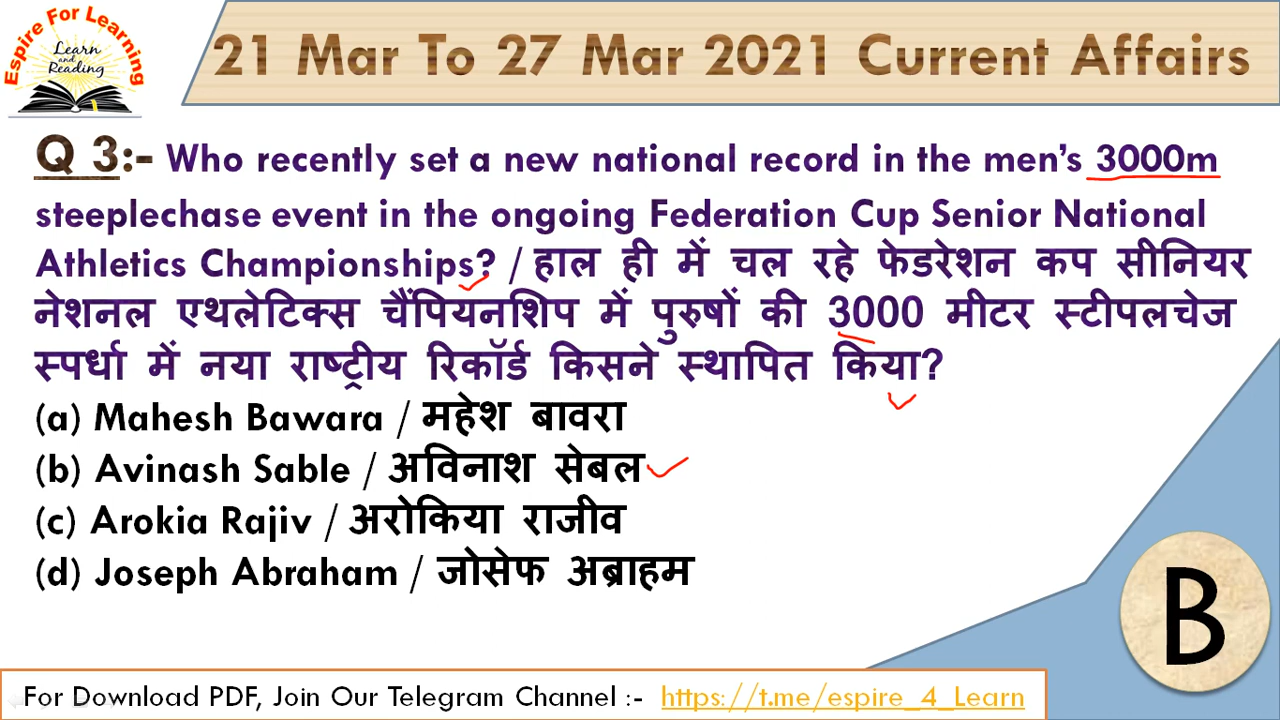 Espire For Learning
Learn
and
Reading
21 Mar To 27 Mar 2021 Current Affairs
Q 3:- Who recently set a new national record in the men’s 3000m
steeplechase event in the ongoing Federation Cup Senior National
Athletics Championships? / हाल ही में चल रहे फेडरेशन कप सीनियर
नेशनल एथलेटिक्स चैंपियनशिप में पुरुषों की 3000 मीटर स्टीपलचेज
स्पर्धा में नया राष्ट्रीय रिकॉर्ड किसने स्थापित किया?
(a) Mahesh Bawara / महेश बावरा
(b) Avinash Sable / अविनाश सेबल
(c) Arokia Rajiv / अरोकिया राजीव
(d) Joseph Abraham / जोसेफ अब्राहम
B
For Download PDF, Join Our Telegram Channel :- https://t.me/espire_4_Learn